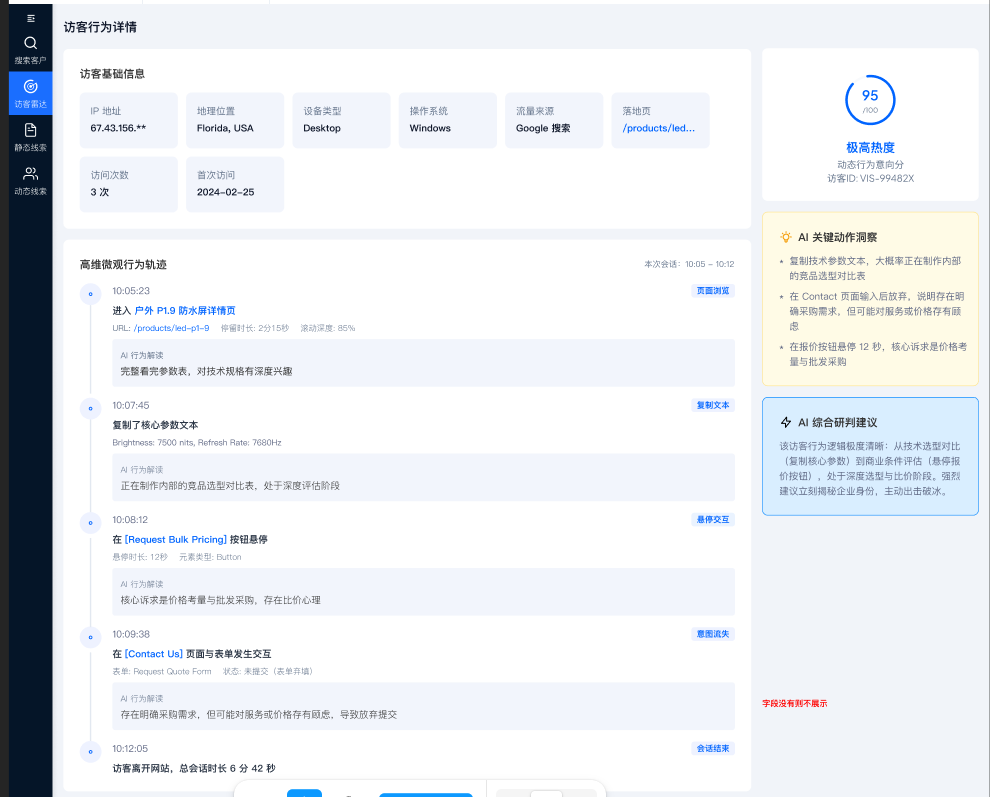 搜索客户
访客雷达
静态线索
动态线索
访客行为详情
访客基础信息
IP 地址
67.43.156.**
地理位置
Florida, USA
设备类型
Desktop
操作系统
Windows
流量来源
Google 搜索
落地页
/products/led...
访问次数
3 次
首次访问
2024-02-25
高维微观行为轨迹
本次会话：10:05 - 10:12
10:05:23
页面浏览
进入 户外 P1.9 防水屏详情页
URL: /products/led-p1-9 停留时长: 2分15秒 滚动深度: 85%
AI 行为解读
完整看完参数表，对技术规格有深度兴趣
10:07:45
复制文本
复制了核心参数文本
Brightness: 7500 nits, Refresh Rate: 7680Hz
AI 行为解读
正在制作内部的竞品选型对比表，处于深度评估阶段
10:08:12
悬停交互
在 [Request Bulk Pricing] 按钮悬停
悬停时长: 12秒 元素类型: Button
AI 行为解读
核心诉求是价格考量与批发采购，存在比价心理
10:09:38
意图流失
在 [Contact Us] 页面与表单发生交互
表单: Request Quote Form 状态: 未提交（表单弃填）
AI 行为解读
存在明确采购需求，但可能对服务或价格存有顾虑，导致放弃提交
10:12:05
会话结束
访客离开网站，总会话时长 6 分 42 秒
95
/100
极高热度
动态行为意向分
访客ID: VIS-99482X
AI 关键动作洞察
• 复制技术参数文本，大概率正在制作内部
的竞品选型对比表
• 在 Contact 页面输入后放弃，说明存在明
确采购需求，但可能对服务或价格存有顾
虑
• 在报价按钮悬停 12 秒，核心诉求是价格考
量与批发采购
AI 综合研判建议
该访客行为逻辑极度清晰：从技术选型对比
（复制核心参数）到商业条件评估（悬停报
价按钮），处于深度选型与比价阶段。强烈
建议立刻揭秘企业身份，主动出击破冰。
字段没有则不展示